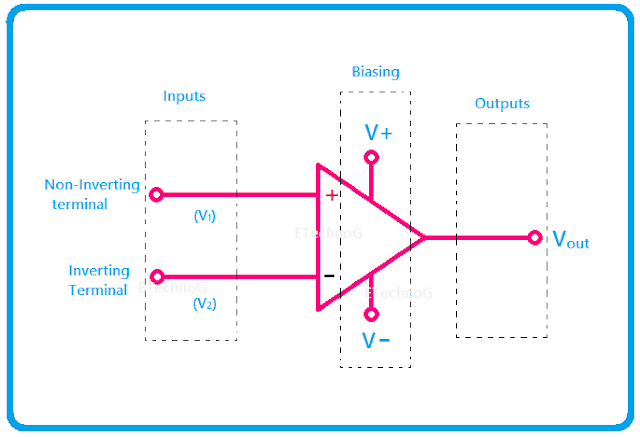 Biasing
Inputs
Outputs
V+
Non-Inverting
terminal
+
(V₁)
ETechnoG
Vout
Inverting
Terminal
−
ETechnoG
ETechnoG
(V₂)
V−